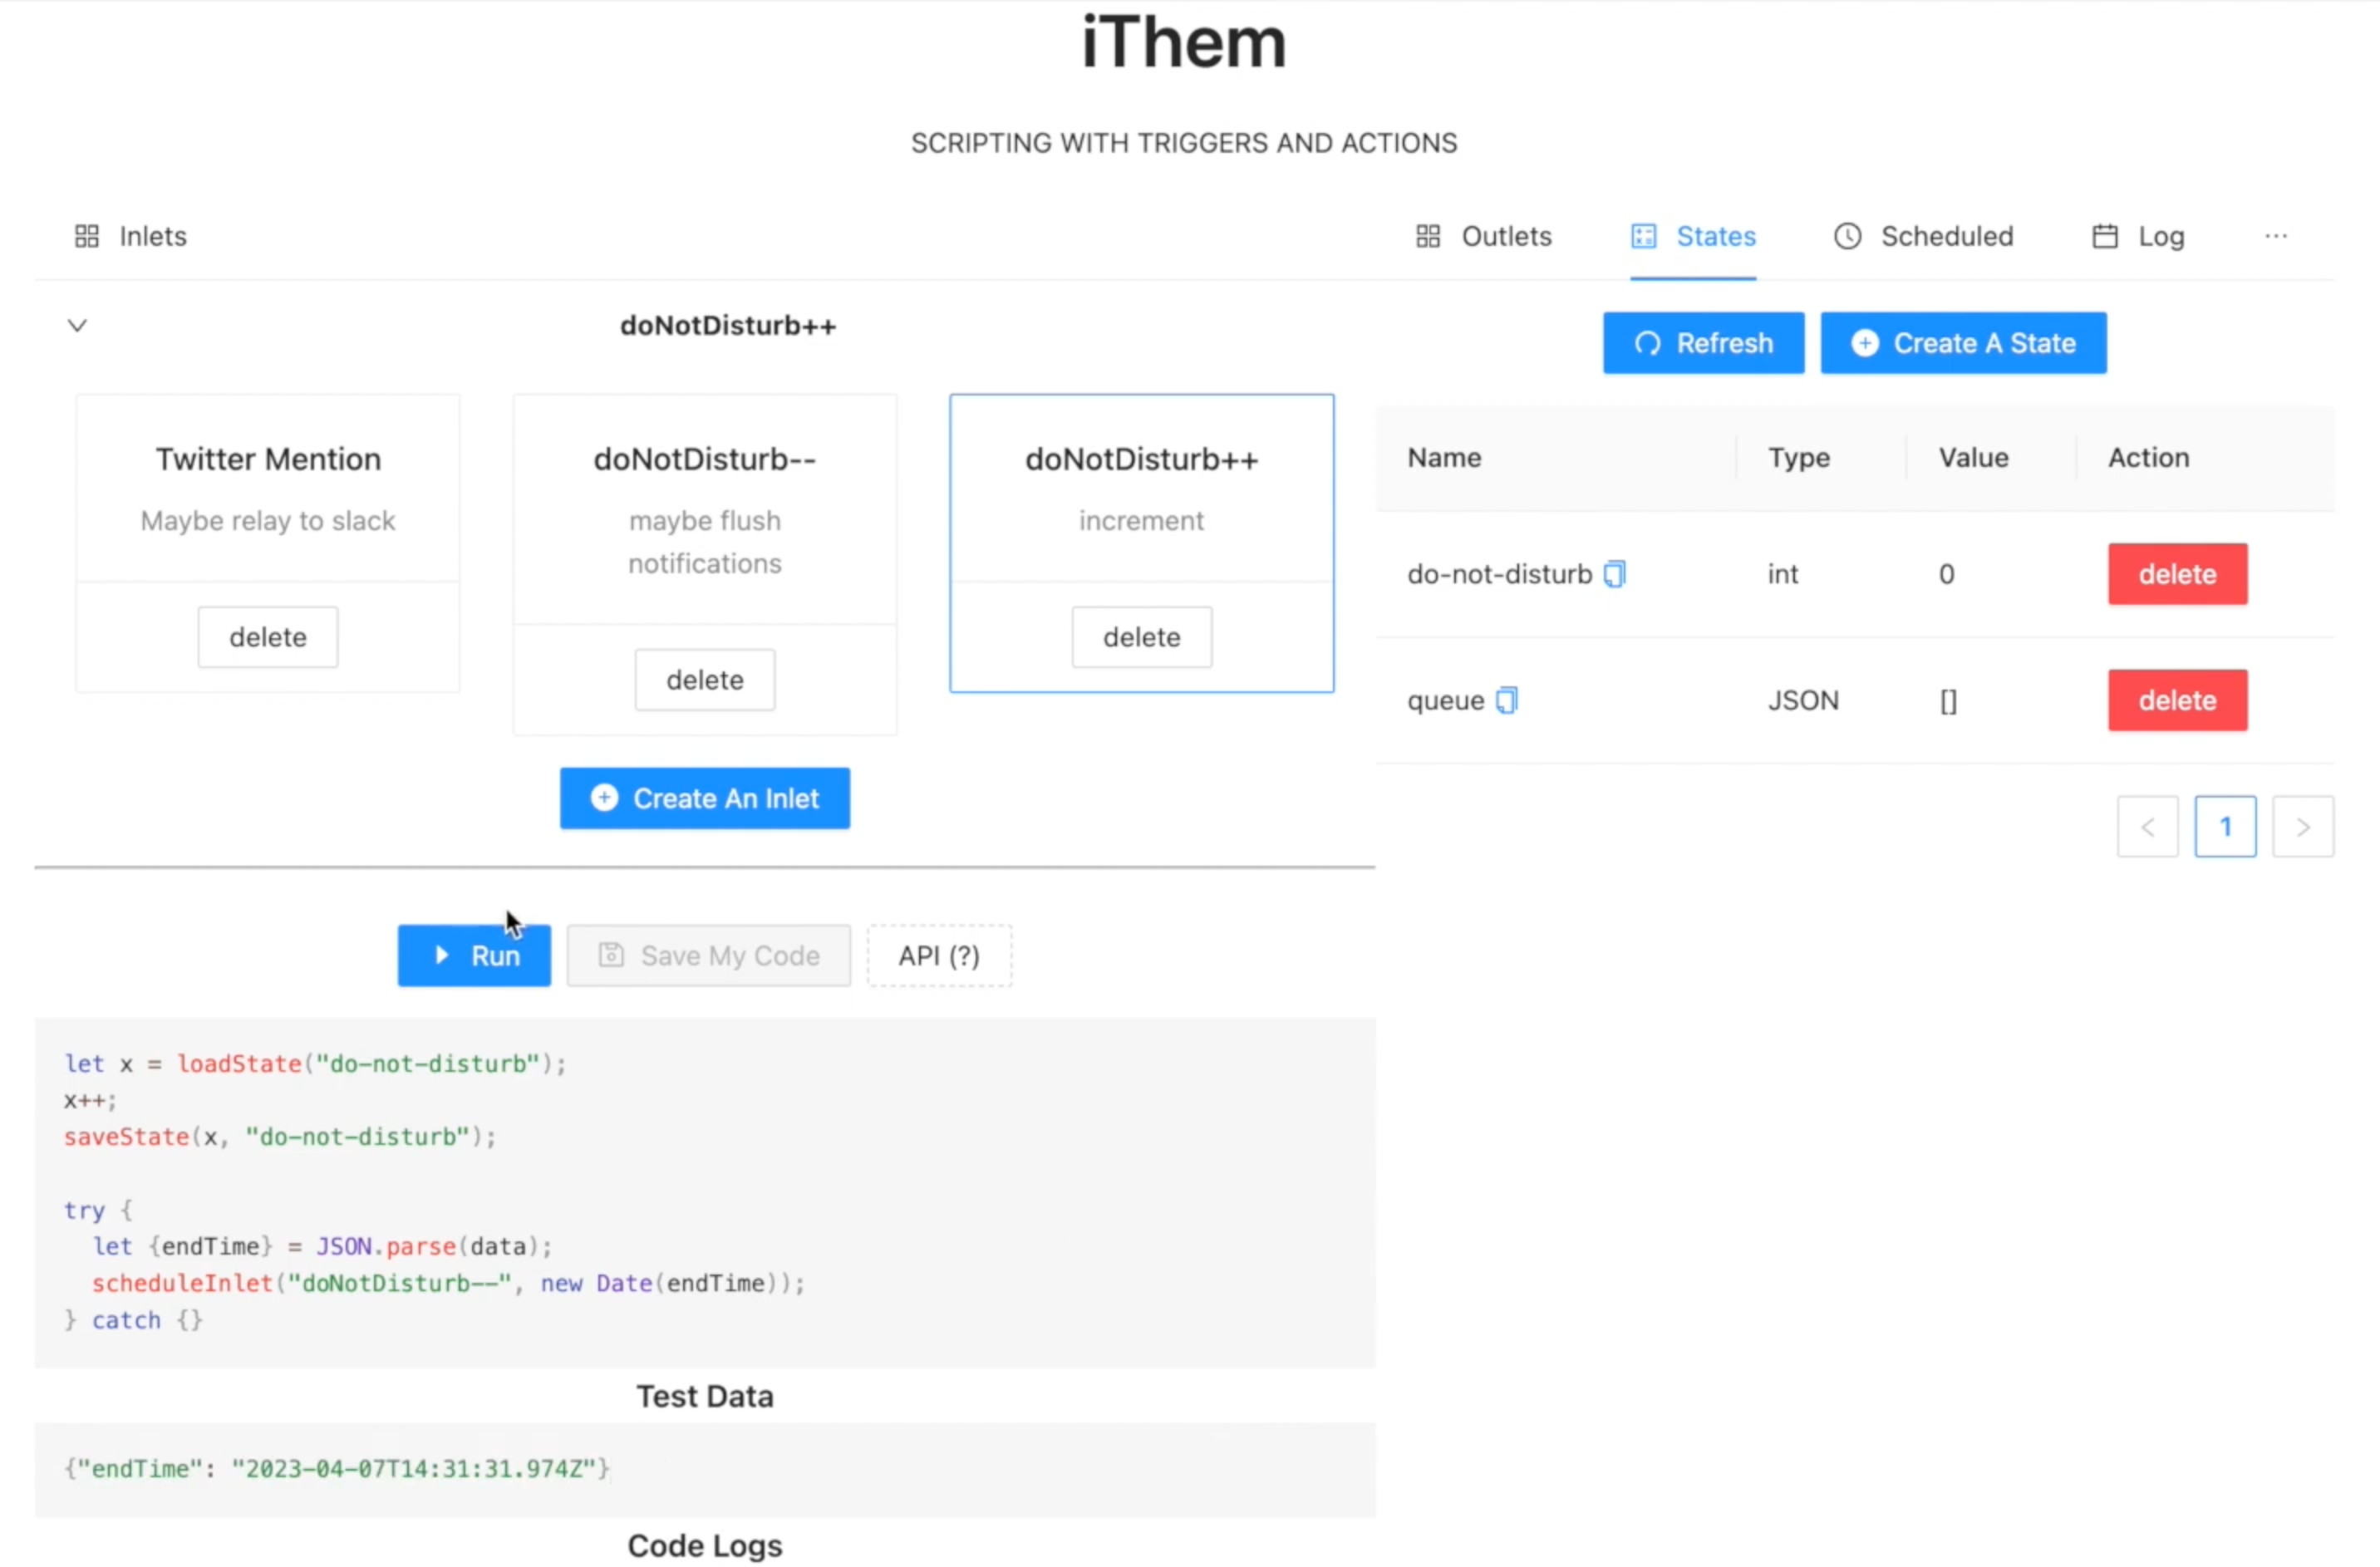 iThem
SCRIPTING WITH TRIGGERS AND ACTIONS
Inlets
doNotDisturb++
Twitter Mention
Maybe relay to slack
delete
doNotDisturb--
maybe flush
notifications
delete
doNotDisturb++
increment
delete
Create An Inlet
Run
Save My Code
API (?)
let x = loadState("do-not-disturb");
x++;
saveState(x, "do-not-disturb");
try {
  let {endTime} = JSON.parse(data);
  scheduleInlet("doNotDisturb--", new Date(endTime));
} catch {}
Test Data
{"endTime": "2023-04-07T14:31:31.974Z"}
Code Logs
Outlets
States
Scheduled
Log
···
Refresh
Create A State
Name Type Value Action
do-not-disturb int 0 delete
queue JSON [] delete
< 1 >